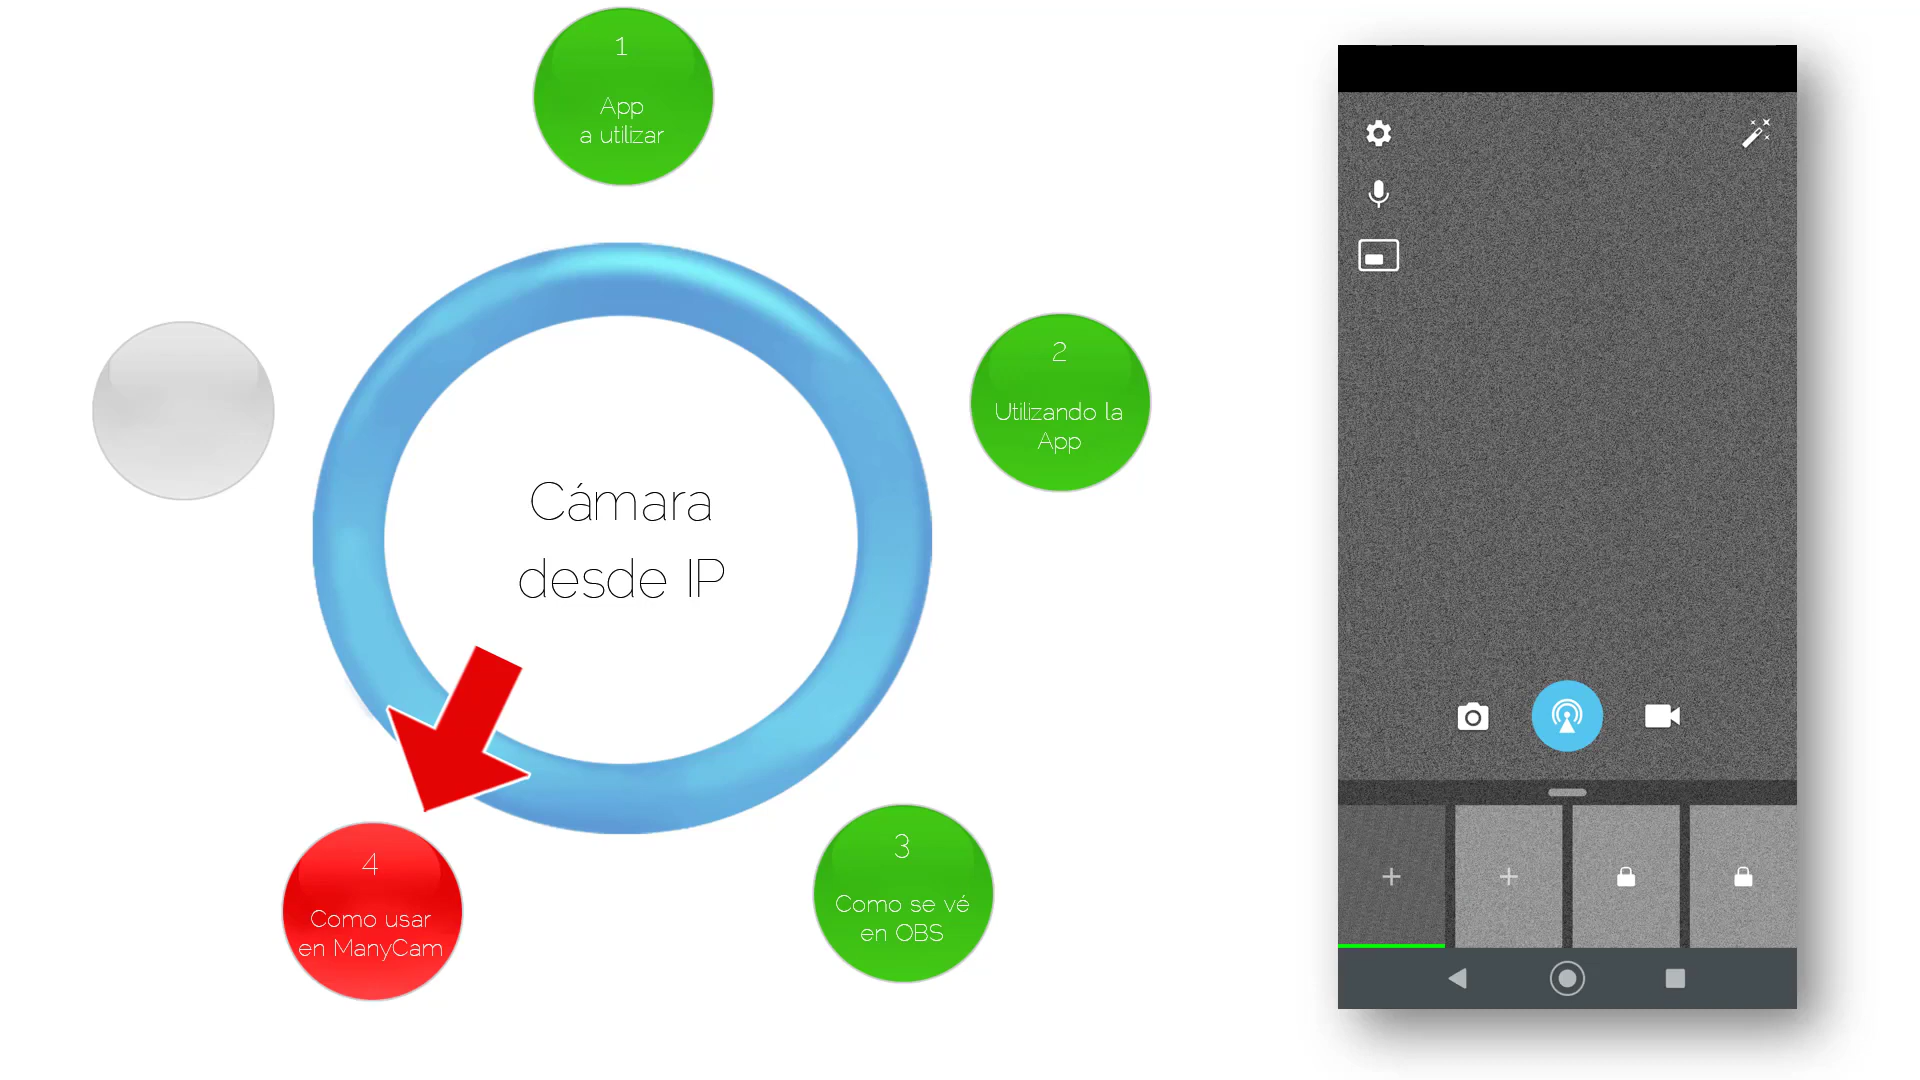 1
App
a utilizar
2
Utilizando la
App
Cámara
desde IP
3
Como se vé
en OBS
4
Como usar
en ManyCam